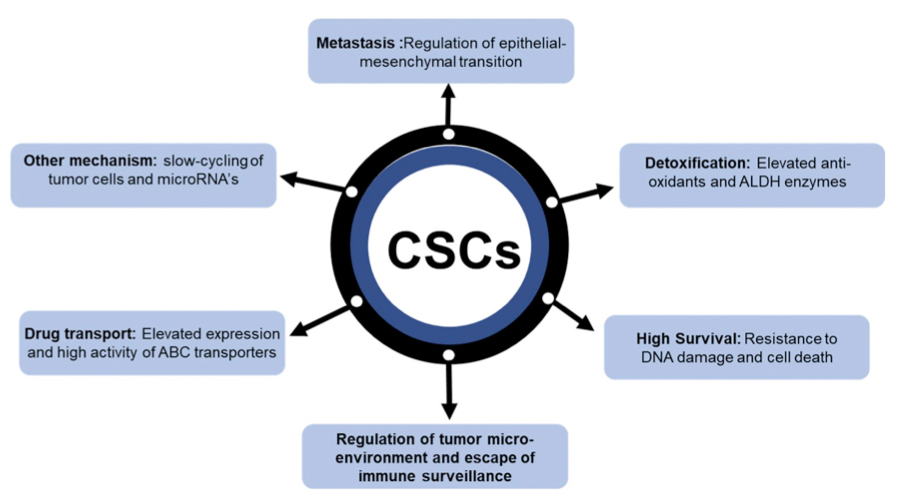 Metastasis :Regulation of epithelial-
mesenchymal transition
Other mechanism: slow-cycling of
tumor cells and microRNA's
Detoxification: Elevated anti-
oxidants and ALDH enzymes
CSCs
Drug transport: Elevated expression
and high activity of ABC transporters
High Survival: Resistance to
DNA damage and cell death
Regulation of tumor micro-
environment and escape of
immune surveillance